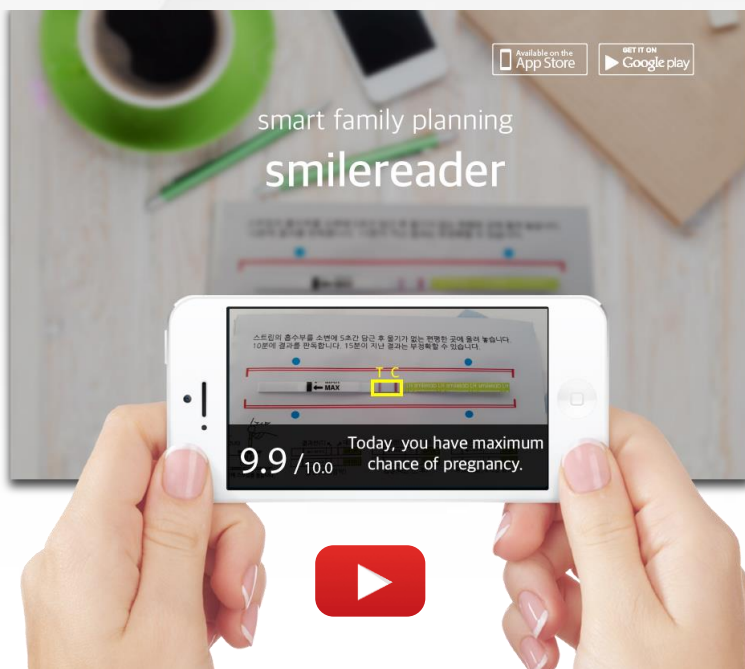 Available on the
App Store
GET IT ON
Google play
smart family planning
smilereader
스트립의 흡수부를 소변에 5초간 담근 후 물기가 없는 편평한 곳에 올려 놓습니다.
10분에 결과를 판독합니다. 15분이 지난 결과는 부정확할 수 있습니다.
T C
MAX
9.9 /10.0
Today, you have maximum
chance of pregnancy.